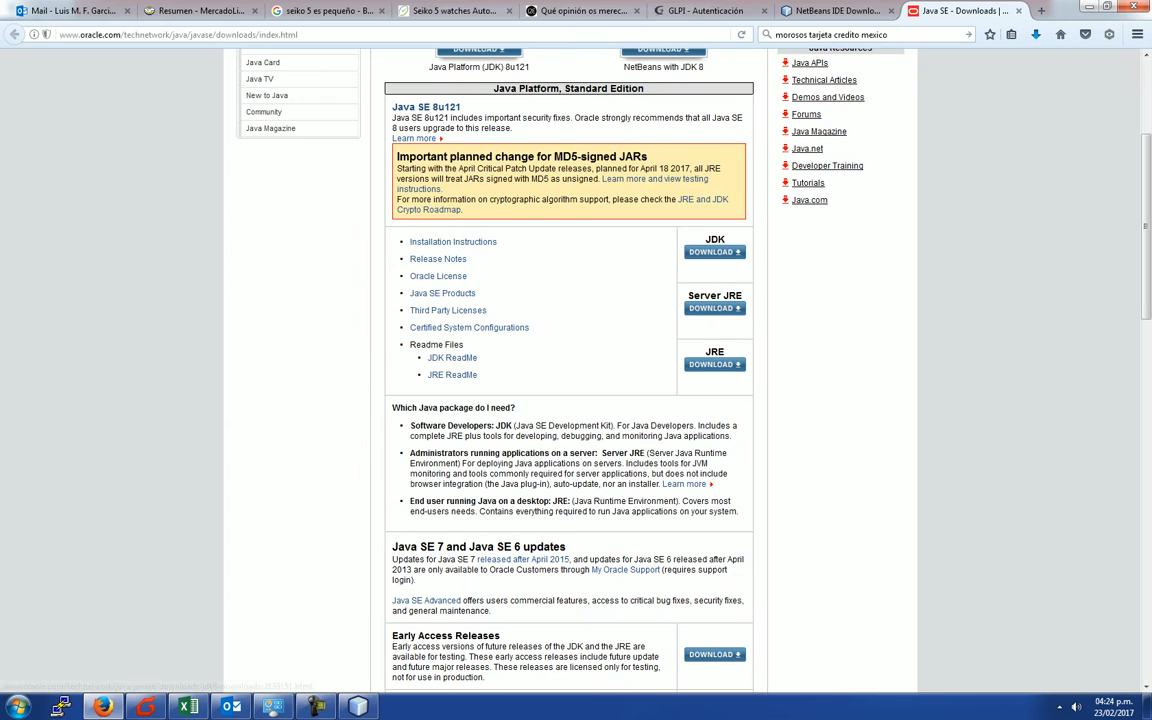 Mail - Luis M. F. Garci...
Resumen - MercadoLi...
seiko 5 es pequeño - B...
Seiko 5 watches Auto...
Qué opinión os merec...
GLPI - Autenticación
NetBeans IDE Downlo...
Java SE - Downloads | ...
www.oracle.com/technetwork/java/javase/downloads/index.html
morosos tarjeta credito mexico
Java Card
Java TV
New to Java
Community
Java Magazine
DOWNLOAD
DOWNLOAD
Java Platform (JDK) 8u121
NetBeans with JDK 8
Java Platform, Standard Edition
Java SE 8u121
Java SE 8u121 includes important security fixes. Oracle strongly recommends that all Java SE
8 users upgrade to this release.
Learn more
Important planned change for MD5-signed JARs
Starting with the April Critical Patch Update releases, planned for April 18 2017, all JRE
versions will treat JARs signed with MD5 as unsigned. Learn more and view testing
instructions.
For more information on cryptographic algorithm support, please check the JRE and JDK
Crypto Roadmap.
Installation Instructions
Release Notes
Oracle License
Java SE Products
Third Party Licenses
Certified System Configurations
Readme Files
JDK ReadMe
JRE ReadMe
JDK
DOWNLOAD
Server JRE
DOWNLOAD
JRE
DOWNLOAD
Which Java package do I need?
Software Developers: JDK (Java SE Development Kit). For Java Developers. Includes a
complete JRE plus tools for developing, debugging, and monitoring Java applications.
Administrators running applications on a server: Server JRE (Server Java Runtime
Environment) For deploying Java applications on servers. Includes tools for JVM
monitoring and tools commonly required for server applications, but does not include
browser integration (the Java plug-in), auto-update, nor an installer. Learn more
End user running Java on a desktop: JRE: (Java Runtime Environment). Covers most
end-users needs. Contains everything required to run Java applications on your system.
Java SE 7 and Java SE 6 updates
Updates for Java SE 7 released after April 2015, and updates for Java SE 6 released after April
2013 are only available to Oracle Customers through My Oracle Support (requires support
login).
Java SE Advanced offers users commercial features, access to critical bug fixes, security fixes,
and general maintenance.
Early Access Releases
Early access versions of future releases of the JDK and the JRE are
available for testing. These early access releases include future update
and future major releases. These releases are licensed only for testing,
not for use in production.
DOWNLOAD
Java Resources
Java APIs
Technical Articles
Demos and Videos
Forums
Java Magazine
Java.net
Developer Training
Tutorials
Java.com
04:24 p.m.
23/02/2017